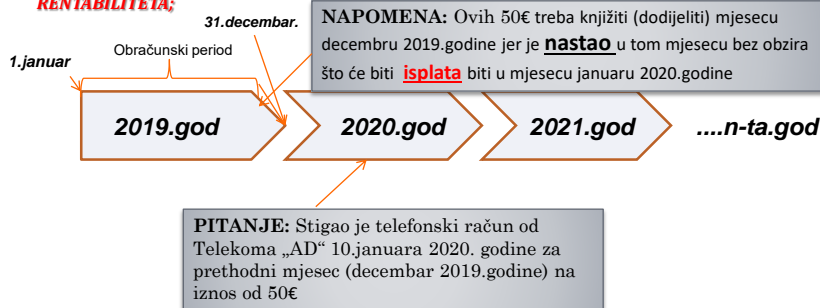 RENTABILITETA;
31.decembar.
1.januar
Obračunski period
NAPOMENA: Ovih 50€ treba knjižiti (dodijeliti) mjesecu
decembru 2019.godine jer je nastao u tom mjesecu bez obzira
što će biti isplata biti u mjesecu januaru 2020.godine
2019.god
2020.god
2021.god
....n-ta.god
PITANJE: Stigao je telefonski račun od
Telekoma „AD“ 10.januara 2020. godine za
prethodni mjesec (decembar 2019.godine) na
iznos od 50€